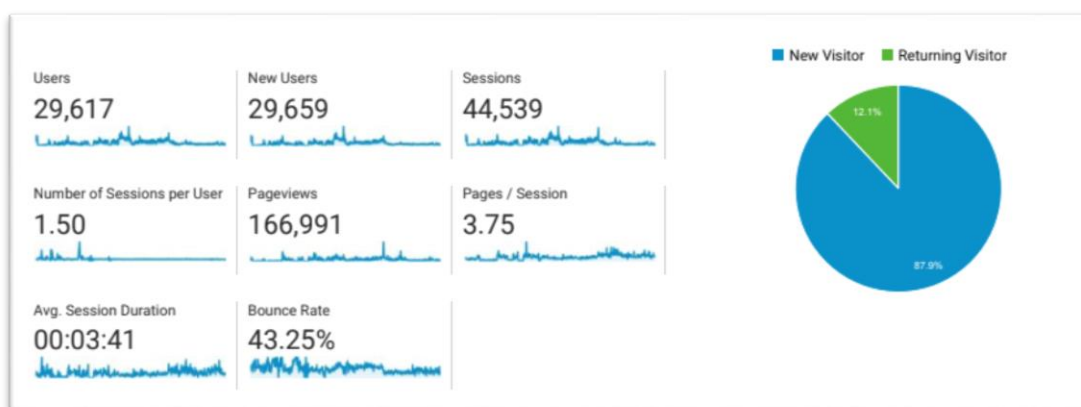 New Visitor Returning Visitor
Users
29,617
New Users
29,659
Sessions
44,539
Number of Sessions per User
1.50
Pageviews
166,991
Pages / Session
3.75
Avg. Session Duration
00:03:41
Bounce Rate
43.25%
12.1%
87.9%